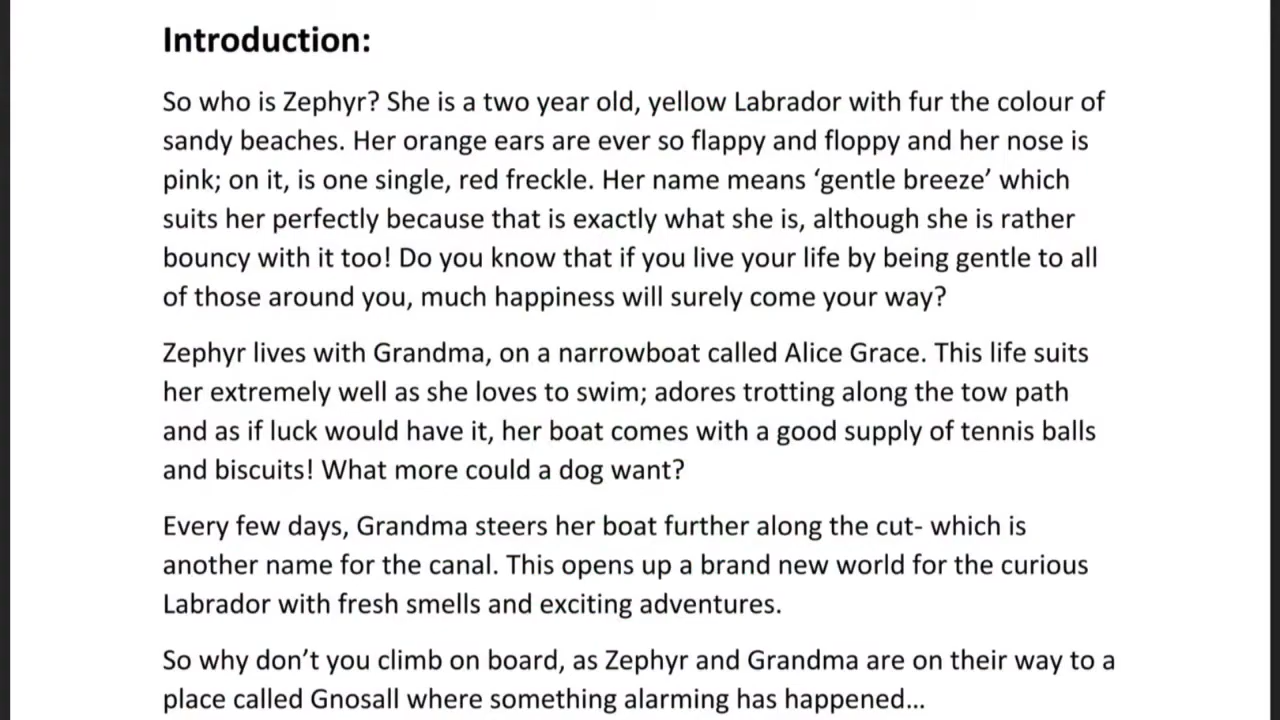 Introduction:
So who is Zephyr? She is a two year old, yellow Labrador with fur the colour of
sandy beaches. Her orange ears are ever so flappy and floppy and her nose is
pink; on it, is one single, red freckle. Her name means ‘gentle breeze’ which
suits her perfectly because that is exactly what she is, although she is rather
bouncy with it too! Do you know that if you live your life by being gentle to all
of those around you, much happiness will surely come your way?
Zephyr lives with Grandma, on a narrowboat called Alice Grace. This life suits
her extremely well as she loves to swim; adores trotting along the tow path
and as if luck would have it, her boat comes with a good supply of tennis balls
and biscuits! What more could a dog want?
Every few days, Grandma steers her boat further along the cut- which is
another name for the canal. This opens up a brand new world for the curious
Labrador with fresh smells and exciting adventures.
So why don’t you climb on board, as Zephyr and Grandma are on their way to a
place called Gnosall where something alarming has happened...